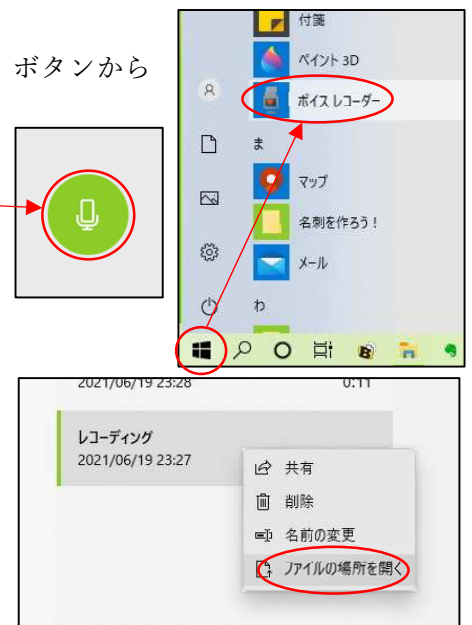 ボタンから
付箋
ペイント 3D
ボイス レコーダー
ま
マップ
名刺を作ろう！
メール
わ
2021/06/19 23:28 0:11
レコーディング
2021/06/19 23:27
共有
削除
名前の変更
ファイルの場所を開く